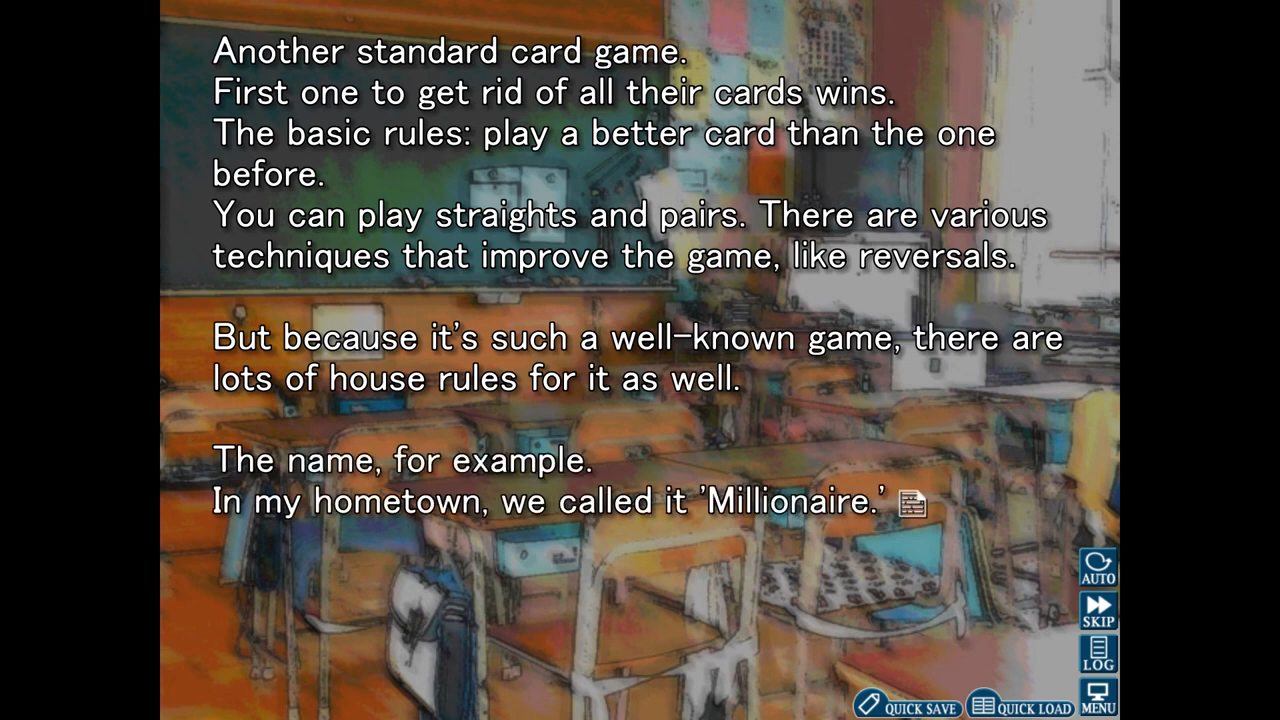 Another standard card game.
First one to get rid of all their cards wins.
The basic rules: play a better card than the one
before.
You can play straights and pairs. There are various
techniques that improve the game, like reversals.
But because it's such a well-known game, there are
lots of house rules for it as well.
The name, for example.
In my hometown, we called it 'Millionaire.'
AUTO
SKIP
LOG
MENU
QUICK SAVE
QUICK LOAD